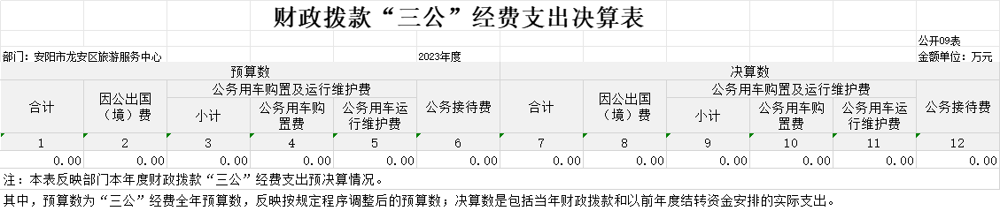 财政拨款“三公”经费支出决算表
公开09表
部门：安阳市龙安区旅游服务中心 2023年度 金额单位：万元
预算数 决算数
合计 因公出国（境）费 公务用车购置及运行维护费 公务接待费 合计 因公出国（境）费 公务用车购置及运行维护费 公务接待费
小计 公务用车购置费 公务用车运行维护费 小计 公务用车购置费 公务用车运行维护费
1 2 3 4 5 6 7 8 9 10 11 12
0.00 0.00 0.00 0.00 0.00 0.00 0.00 0.00 0.00 0.00 0.00 0.00
注：本表反映部门本年度财政拨款“三公”经费支出预决算情况。
其中，预算数为“三公”经费全年预算数，反映按规定程序调整后的预算数；决算数是包括当年财政拨款和以前年度结转资金安排的实际支出。